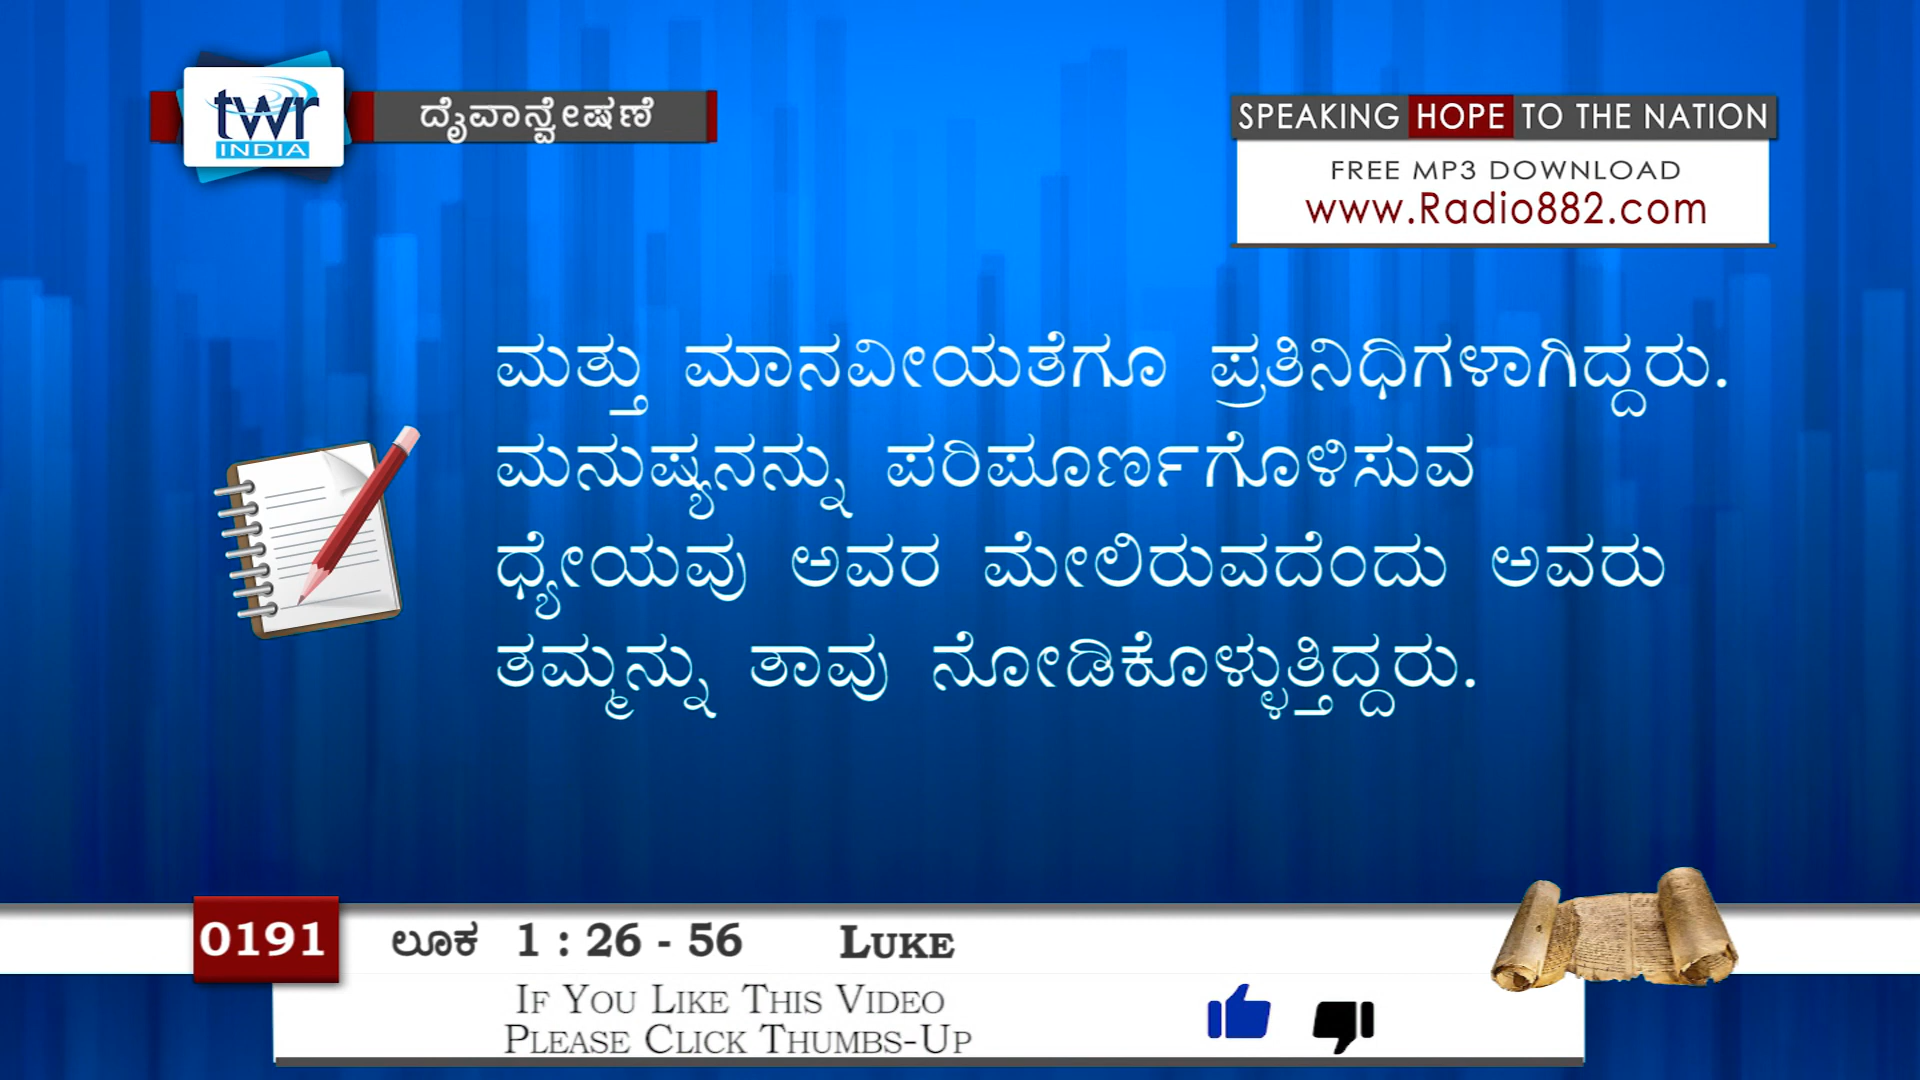 twr
INDIA
ದೈವಾನ್ವೇಷಣೆ
SPEAKING HOPE TO THE NATION
FREE MP3 DOWNLOAD
www.Radio882.com
ಮತ್ತು ಮಾನವೀಯತೆಗೂ ಪ್ರತಿನಿಧಿಗಳಾಗಿದ್ದರು.
ಮನುಷ್ಯನನ್ನು ಪರಿಪೂರ್ಣಗೊಳಿಸುವ
ಧ್ಯೇಯವು ಅವರ ಮೇಲಿರುವದೆಂದು ಅವರು
ತಮ್ಮನ್ನು ತಾವು ನೋಡಿಕೊಳ್ಳುತ್ತಿದ್ದರು.
0191 ಲೂಕ 1 : 26 - 56 LUKE
IF YOU LIKE THIS VIDEO
PLEASE CLICK THUMBS-UP